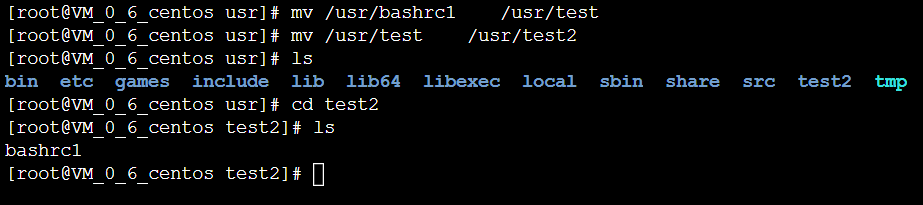 [root@VM_0_6_centos usr]# mv /usr/bashrc1    /usr/test
[root@VM_0_6_centos usr]# mv /usr/test    /usr/test2
[root@VM_0_6_centos usr]# ls
bin  etc  games  include  lib  lib64  libexec  local  sbin  share  src  test2  tmp
[root@VM_0_6_centos usr]# cd test2
[root@VM_0_6_centos test2]# ls
bashrc1
[root@VM_0_6_centos test2]#